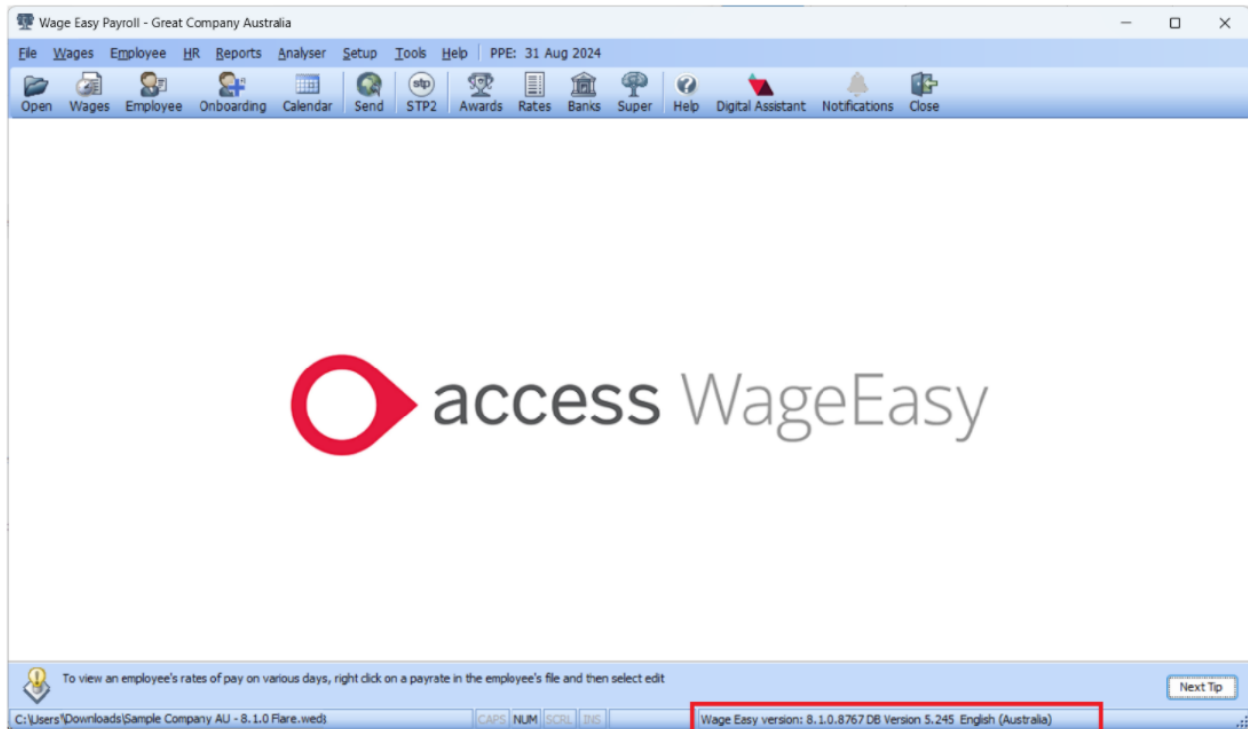 Wage Easy Payroll - Great Company Australia
File Wages Employee HR Reports Analyser Setup Tools Help PPE: 31 Aug 2024
stp
Open Wages Employee Onboarding Calendar Send STP2 Awards Rates Banks Super Help Digital Assistant Notifications Close
access WageEasy
To view an employee's rates of pay on various days, right click on a payrate in the employee's file and then select edit
Next Tip
C:\Users\Downloads\Sample Company AU - 8.1.0 Flare.wed} CAPS NUM SCRL INS Wage Easy version: 8.1.0.8767 DB Version 5.245 English (Australia)